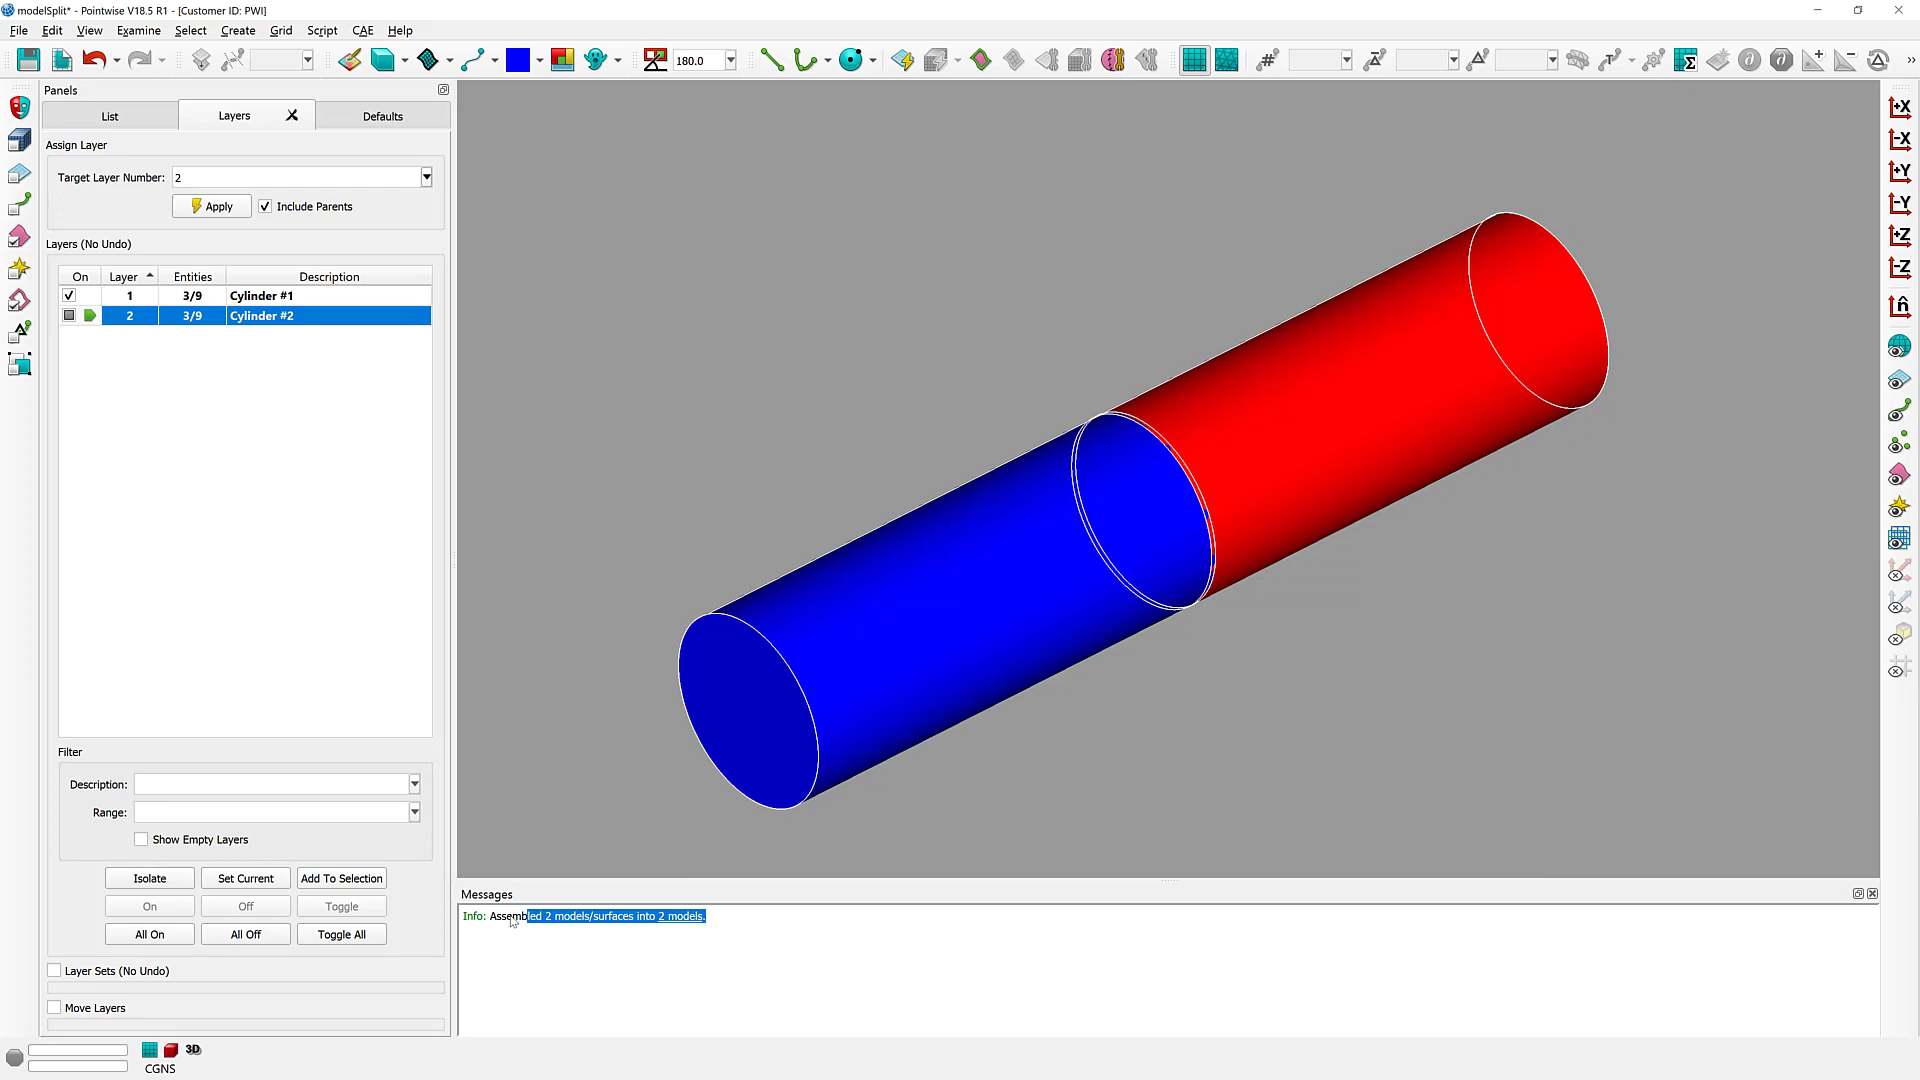 modelSplit* - Pointwise V18.5 R1 - [Customer ID: PWI]
File Edit View Examine Select Create Grid Script CAE Help
180.0
Panels
List Layers Defaults
Assign Layer
Target Layer Number: 2
Apply Include Parents
Layers (No Undo)
On Layer Entities Description
1 3/9 Cylinder #1
2 3/9 Cylinder #2
Filter
Description:
Range:
Show Empty Layers
Isolate Set Current Add To Selection
On Off Toggle
All On All Off Toggle All
Layer Sets (No Undo)
Move Layers
+X
-X
+Y
-Y
+Z
-Z
n̂
Messages
Info: Assembled 2 models/surfaces into 2 models.
3D
CGNS